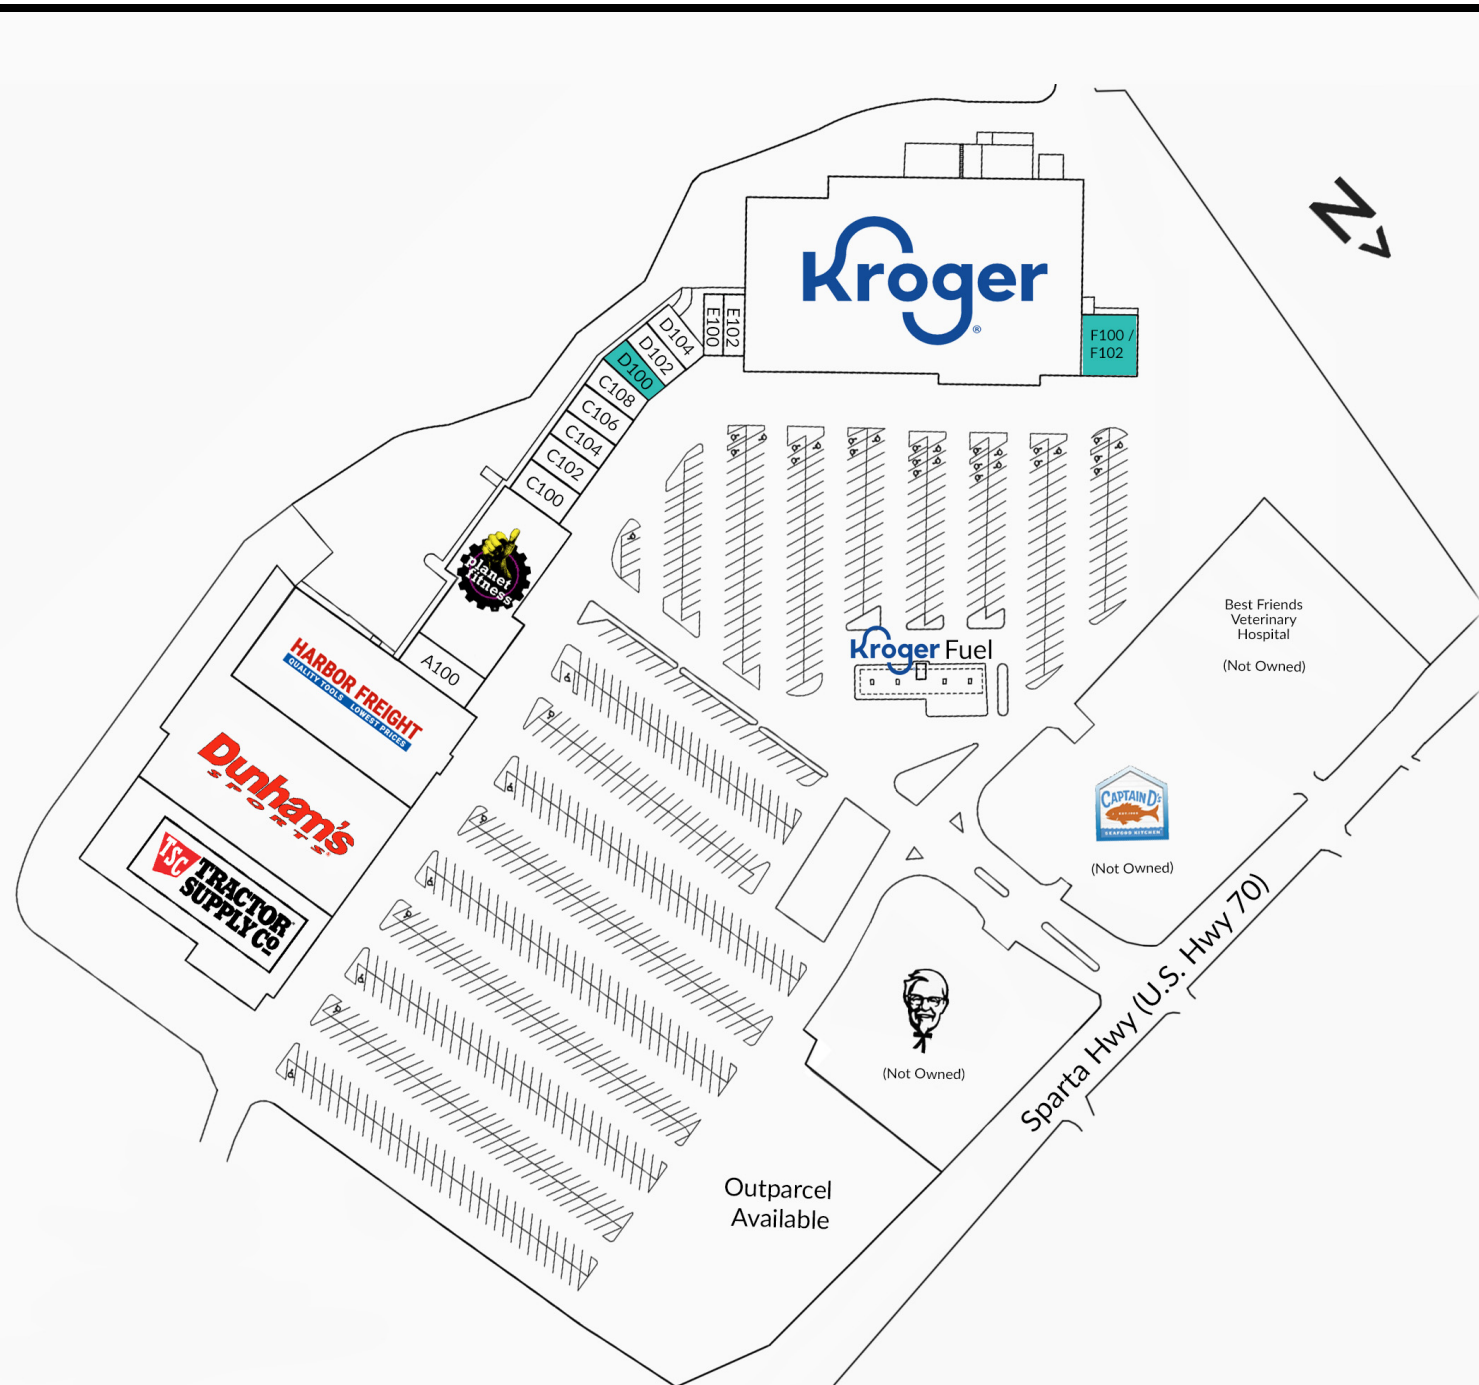 N
Kroger
®
E100
E102
D104
D102
D100
C108
C106
C104
C102
C100
F100 /
F102
planet
fitness
A100
HARBOR FREIGHT
QUALITY TOOLS LOWEST PRICES
Dunham's
SPORTS
TSC
TRACTOR
SUPPLY CO
Kroger Fuel
Best Friends
Veterinary
Hospital
(Not Owned)
CAPTAIN D's
SEAFOOD KITCHEN
(Not Owned)
(Not Owned)
Sparta Hwy (U.S. Hwy 70)
Outparcel
Available